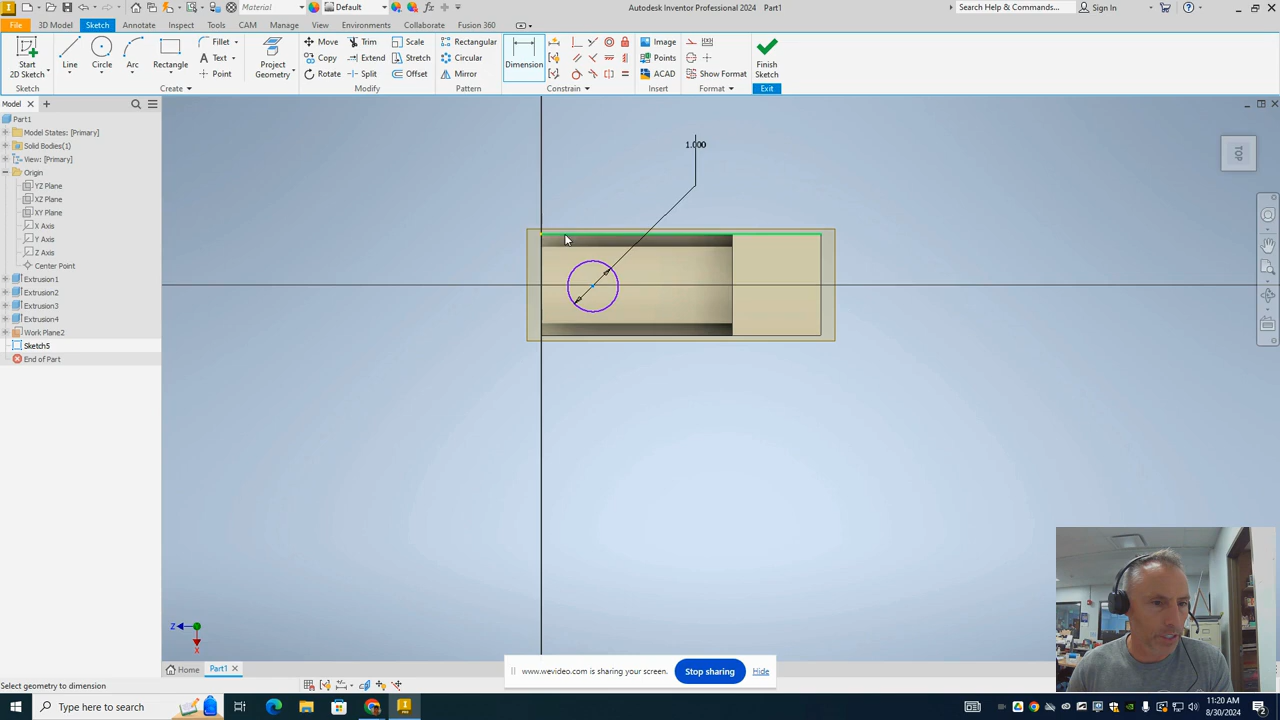 Material
Default
Autodesk Inventor Professional 2024 Part1
Search Help & Commands...
Sign In
File
3D Model
Sketch
Annotate
Inspect
Tools
CAM
Manage
View
Environments
Collaborate
Fusion 360
Start
2D Sketch
Line
Circle
Arc
Rectangle
Fillet
Text
Point
Project
Geometry
Move
Copy
Rotate
Trim
Extend
Split
Scale
Stretch
Offset
Rectangular
Circular
Mirror
Dimension
Image
Points
ACAD
Show Format
Finish
Sketch
Sketch
Create
Modify
Pattern
Constrain
Insert
Format
Exit
Model
Part1
Model States: [Primary]
Solid Bodies(1)
View: [Primary]
Origin
YZ Plane
XZ Plane
XY Plane
X Axis
Y Axis
Z Axis
Center Point
Extrusion1
Extrusion2
Extrusion3
Extrusion4
Work Plane2
Sketch5
End of Part
1.000
TOP
Z
X
Home
Part1
www.wevideo.com is sharing your screen.
Stop sharing
Hide
Select geometry to dimension
Type here to search
11:20 AM
8/30/2024